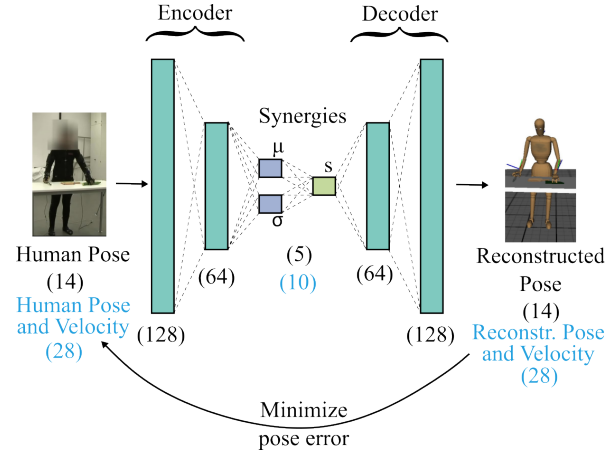 Encoder
Decoder
Synergies
μ
s
σ
Human Pose
(14)
Human Pose
and Velocity
(28)
(128)
(64)
(5)
(10)
(64)
(128)
Reconstructed
Pose
(14)
Reconstr. Pose
and Velocity
(28)
Minimize
pose error